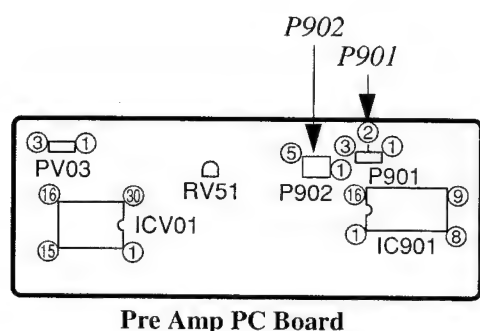 P902
P901
②
③ ① ⑤ ③ ①
PV03 RV51 P902 ① P901
⑯ ㉚ ⑯ ⑨
ICV01
⑮ ① ① IC901 ⑧
Pre Amp PC Board